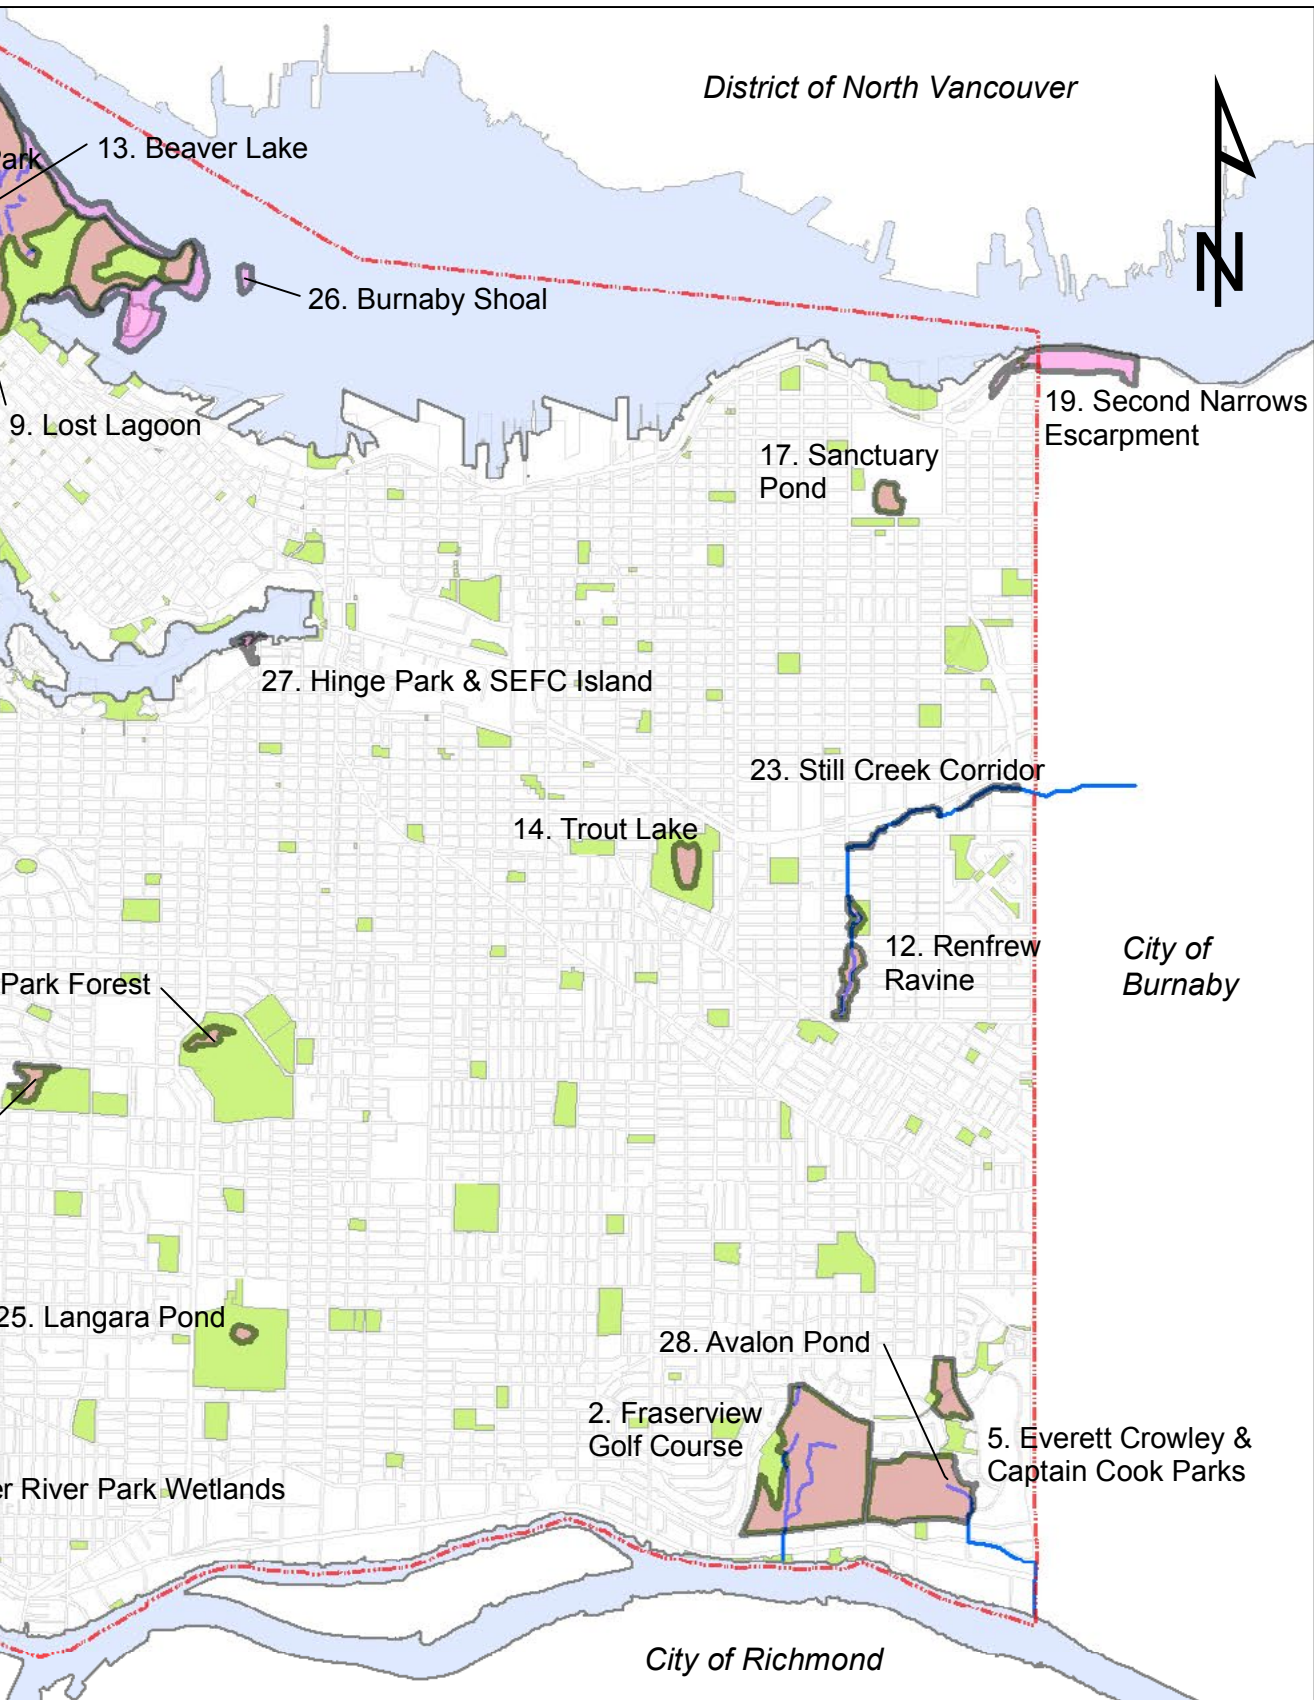 District of North Vancouver
13. Beaver Lake
Park
N
26. Burnaby Shoal
19. Second Narrows
Escarpment
9. Lost Lagoon
17. Sanctuary
Pond
27. Hinge Park & SEFC Island
23. Still Creek Corridor
14. Trout Lake
12. Renfrew
Ravine
City of
Burnaby
Park Forest
25. Langara Pond
28. Avalon Pond
2. Fraserview
Golf Course
5. Everett Crowley &
Captain Cook Parks
er River Park Wetlands
City of Richmond